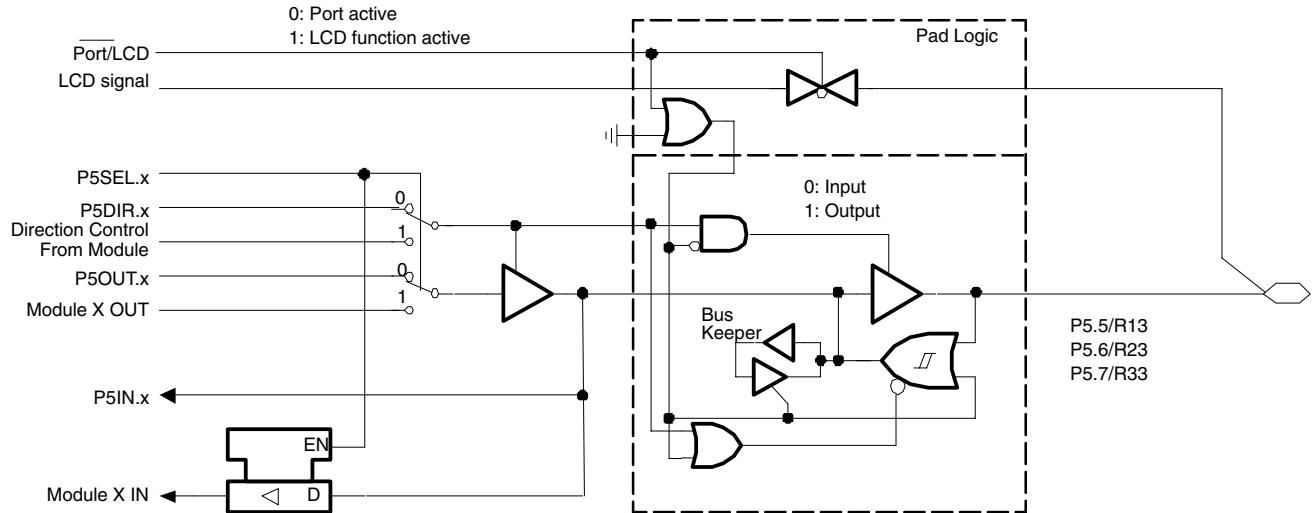 0: Port active
1: LCD function active
Port/LCD
LCD signal
Pad Logic
P5SEL.x
P5DIR.x
0
Direction Control
From Module
1
P5OUT.x
0
Module X OUT
1
0: Input
1: Output
Bus
Keeper
P5.5/R13
P5.6/R23
P5.7/R33
P5IN.x
EN
Module X IN
D